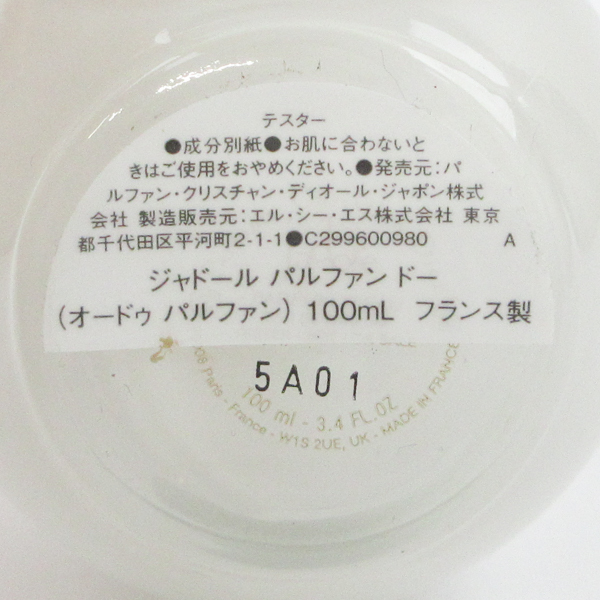 テスター
●成分別紙●お肌に合わないと
きはご使用をおやめください。●発売元：パ
ルファン・クリスチャン・ディオール・ジャポン株式
会社 製造販売元：エル・シー・エス株式会社 東京
都千代田区平河町2-1-1●C299600980 A
ジャドール パルファン ドー
（オードゥ パルファン）100mL フランス製
5A01
100 ml - 3.4 FL.OZ
Paris - France - W1S 2UE, UK - MADE IN FRANCE